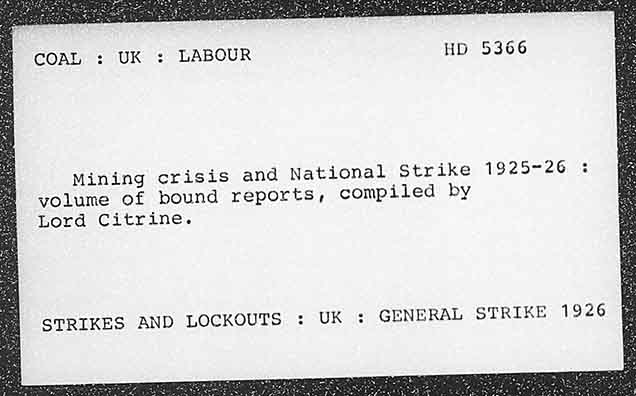 COAL : UK : LABOUR HD 5366
Mining crisis and National Strike 1925-26 :
volume of bound reports, compiled by
Lord Citrine.
STRIKES AND LOCKOUTS : UK : GENERAL STRIKE 1926